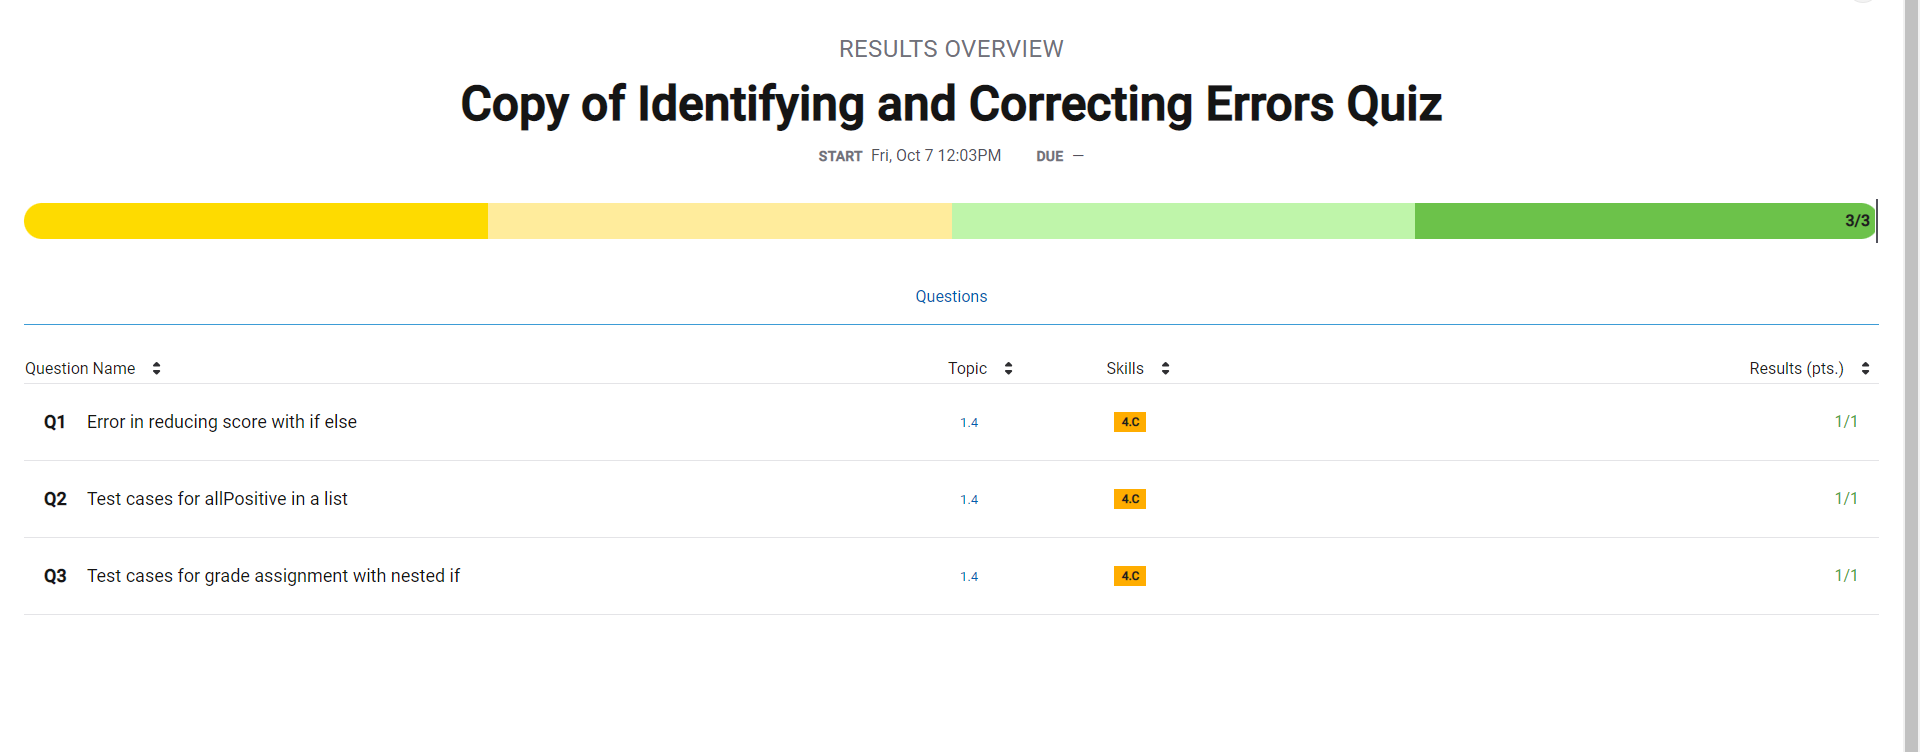 RESULTS OVERVIEW
Copy of Identifying and Correcting Errors Quiz
START Fri, Oct 7 12:03PM DUE —
3/3
Questions
Question Name Topic Skills Results (pts.)
Q1 Error in reducing score with if else 1.4 4.C 1/1
Q2 Test cases for allPositive in a list 1.4 4.C 1/1
Q3 Test cases for grade assignment with nested if 1.4 4.C 1/1